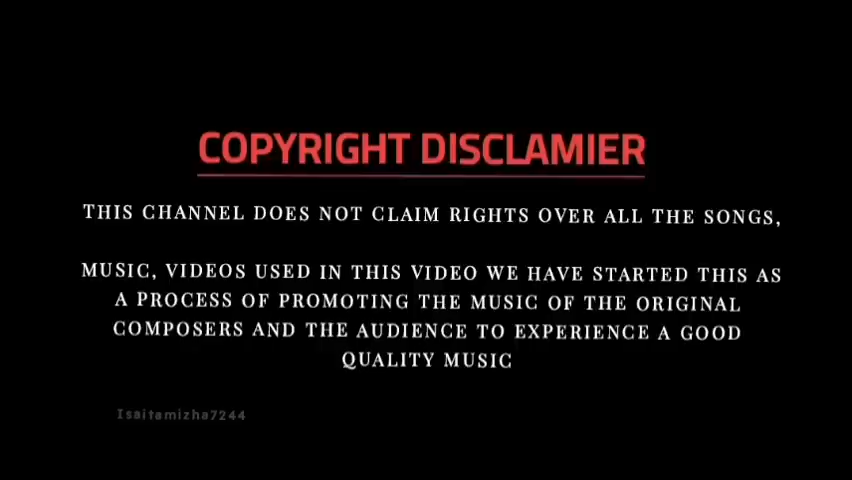 COPYRIGHT DISCLAMIER
THIS CHANNEL DOES NOT CLAIM RIGHTS OVER ALL THE SONGS,
MUSIC, VIDEOS USED IN THIS VIDEO WE HAVE STARTED THIS AS
A PROCESS OF PROMOTING THE MUSIC OF THE ORIGINAL
COMPOSERS AND THE AUDIENCE TO EXPERIENCE A GOOD
QUALITY MUSIC
Isaitamizha7244